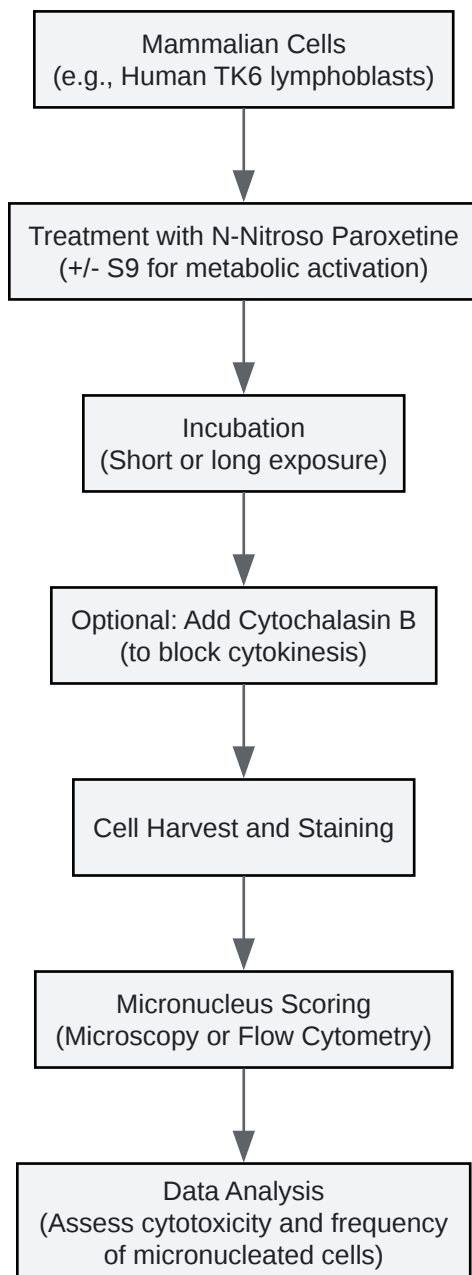 Mammalian Cells
(e.g., Human TK6 lymphoblasts)
Treatment with N-Nitroso Paroxetine
(+/- S9 for metabolic activation)
Incubation
(Short or long exposure)
Optional: Add Cytochalasin B
(to block cytokinesis)
Cell Harvest and Staining
Micronucleus Scoring
(Microscopy or Flow Cytometry)
Data Analysis
(Assess cytotoxicity and frequency
of micronucleated cells)